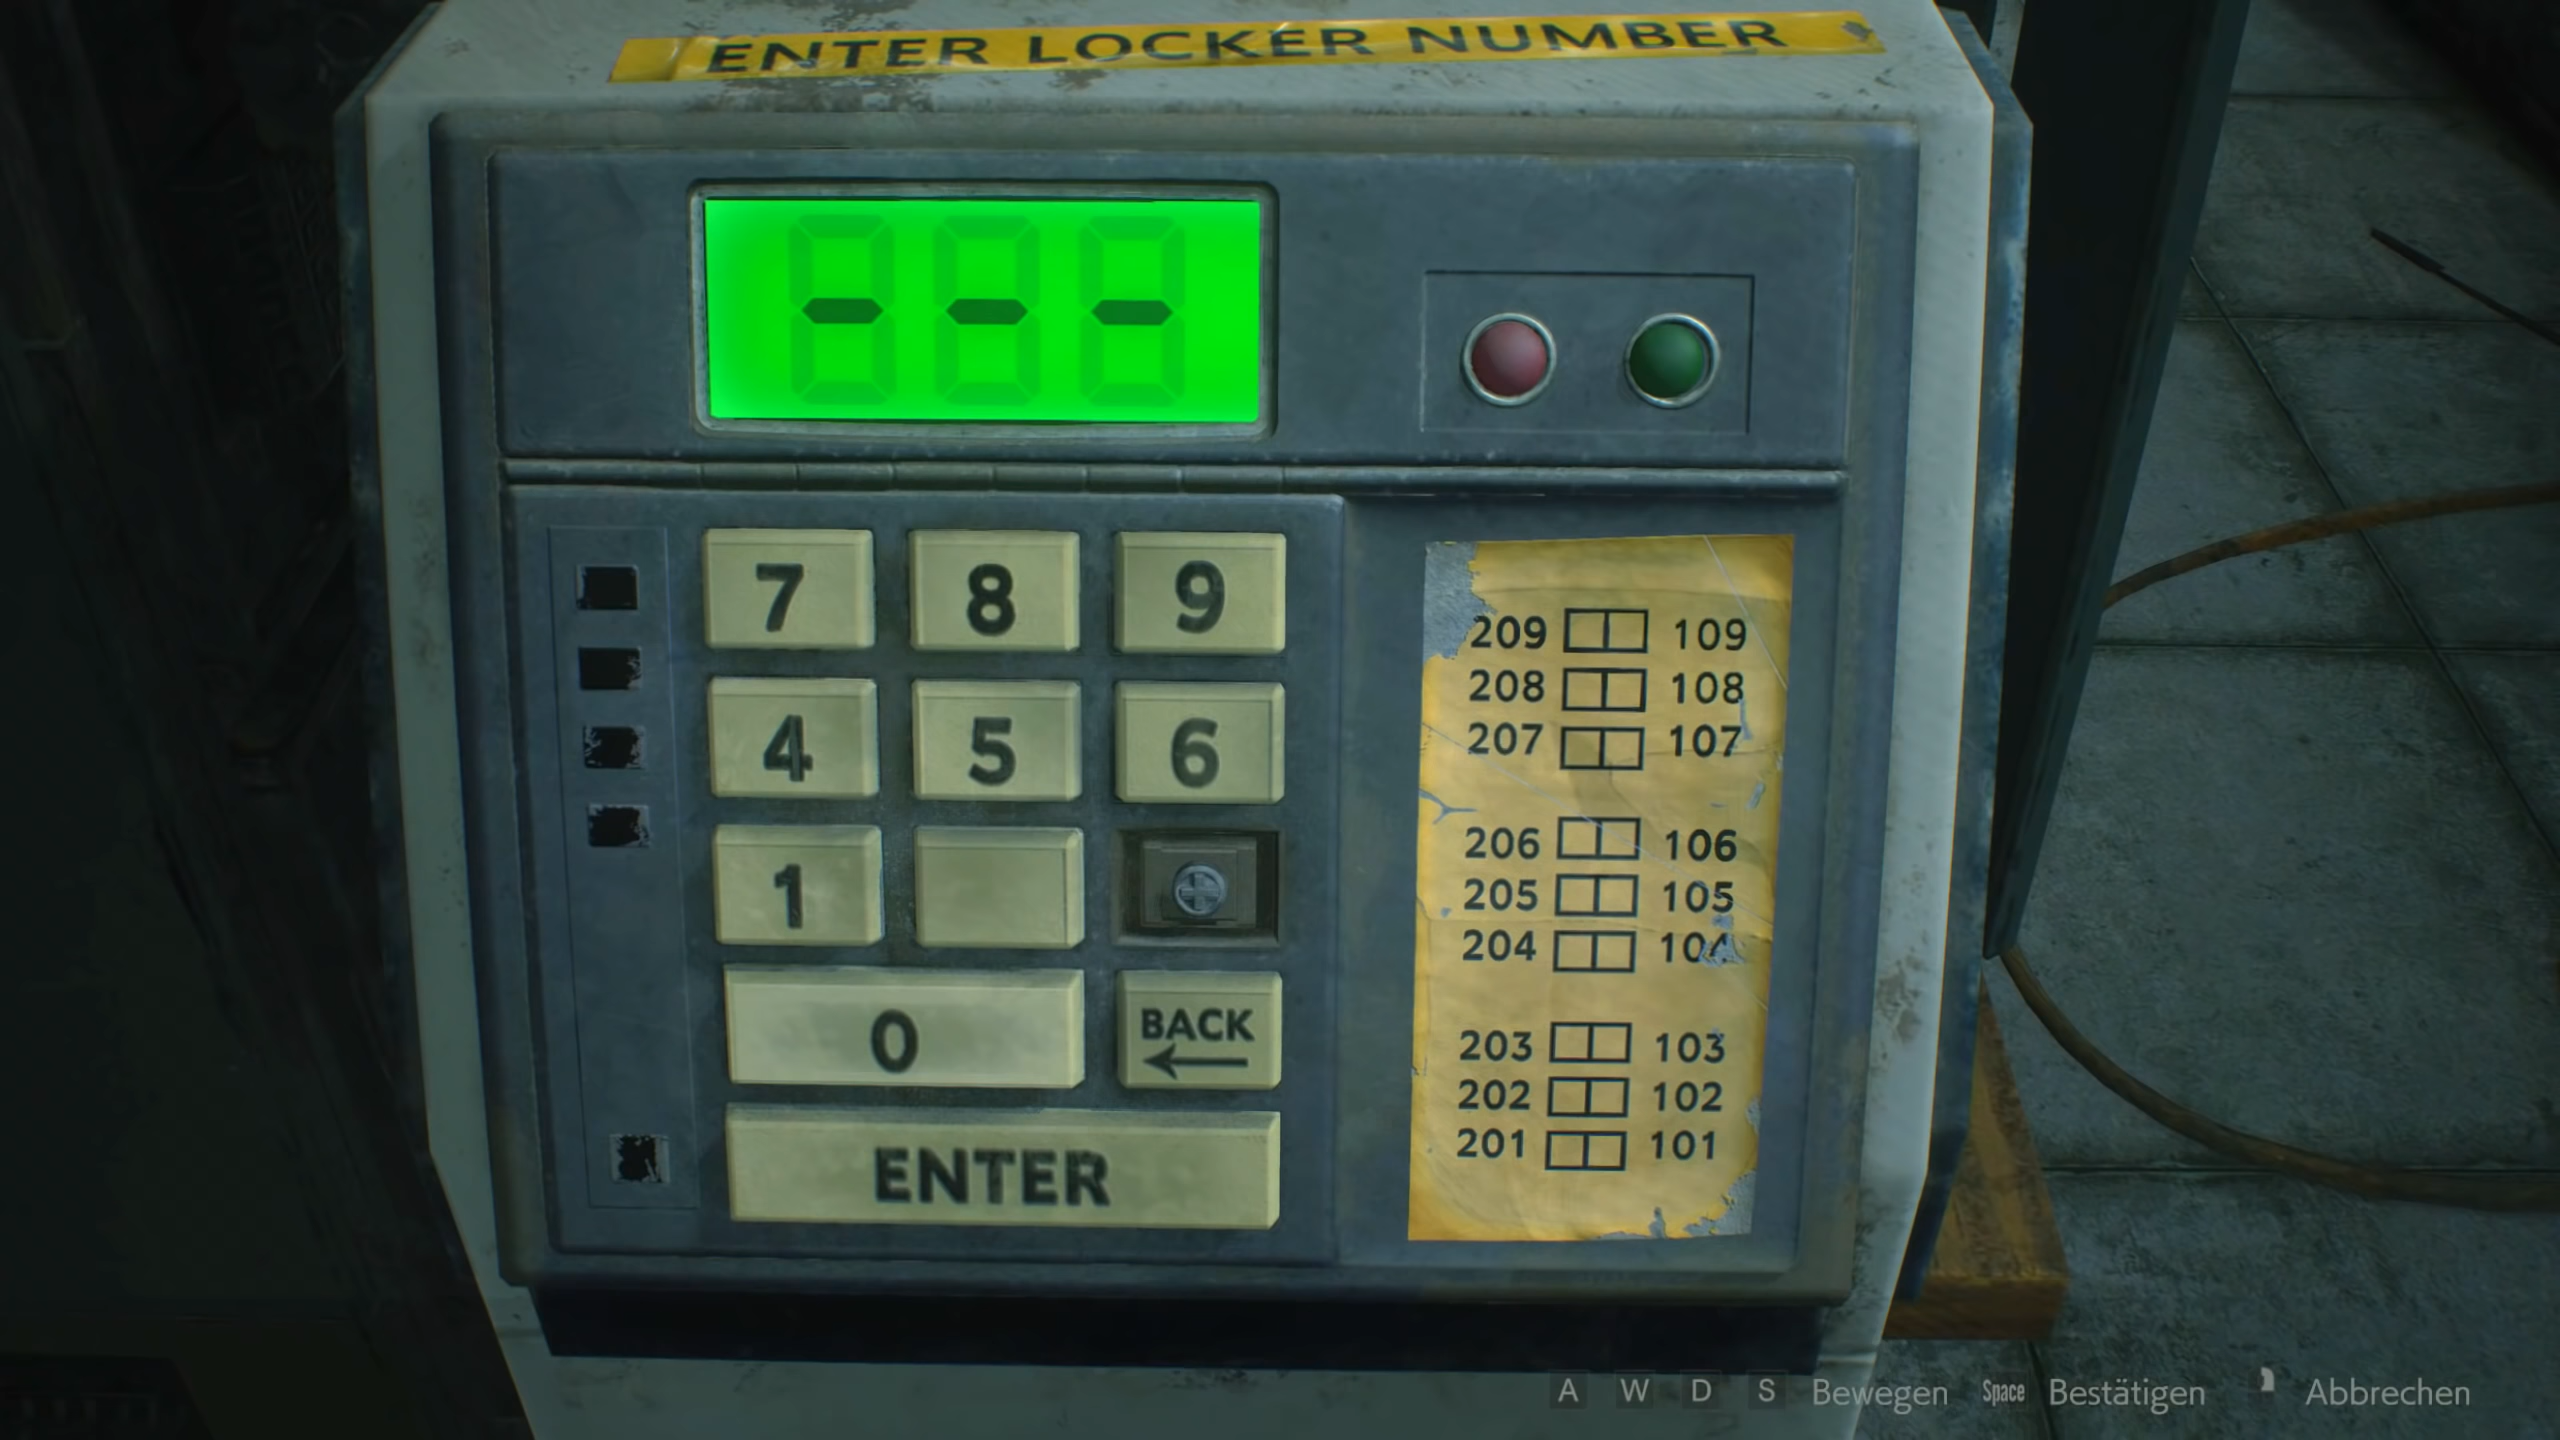 ENTER LOCKER NUMBER
7 8 9
4 5 6
1
0 BACK
ENTER
209 109
208 108
207 107
206 106
205 105
204 104
203 103
202 102
201 101
A W D S Bewegen Space Bestätigen Abbrechen